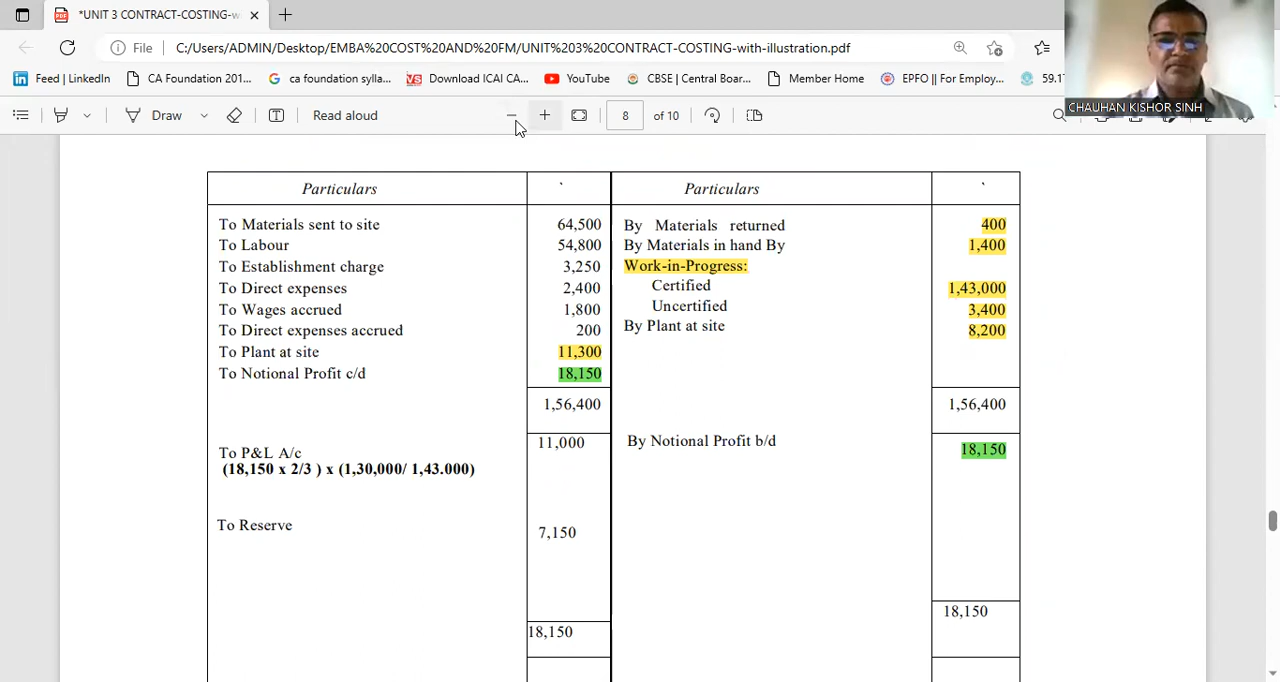 *UNIT 3 CONTRACT-COSTING-w
File C:/Users/ADMIN/Desktop/EMBA%20COST%20AND%20FM/UNIT%203%20CONTRACT-COSTING-with-illustration.pdf
Feed | LinkedIn CA Foundation 201... ca foundation sylla... Download ICAI CA... YouTube CBSE | Central Boar... Member Home EPFO || For Employ... 59.1
CHAUHAN KISHOR SINH
Draw Read aloud 8 of 10
Particulars ` Particulars `
To Materials sent to site 64,500 By Materials returned 400
To Labour 54,800 By Materials in hand By 1,400
To Establishment charge 3,250 Work-in-Progress:
To Direct expenses 2,400 Certified 1,43,000
To Wages accrued 1,800 Uncertified 3,400
To Direct expenses accrued 200 By Plant at site 8,200
To Plant at site 11,300
To Notional Profit c/d 18,150
1,56,400 1,56,400
To P&L A/c 11,000 By Notional Profit b/d 18,150
(18,150 x 2/3 ) x (1,30,000/ 1,43.000)
To Reserve 7,150
18,150 18,150